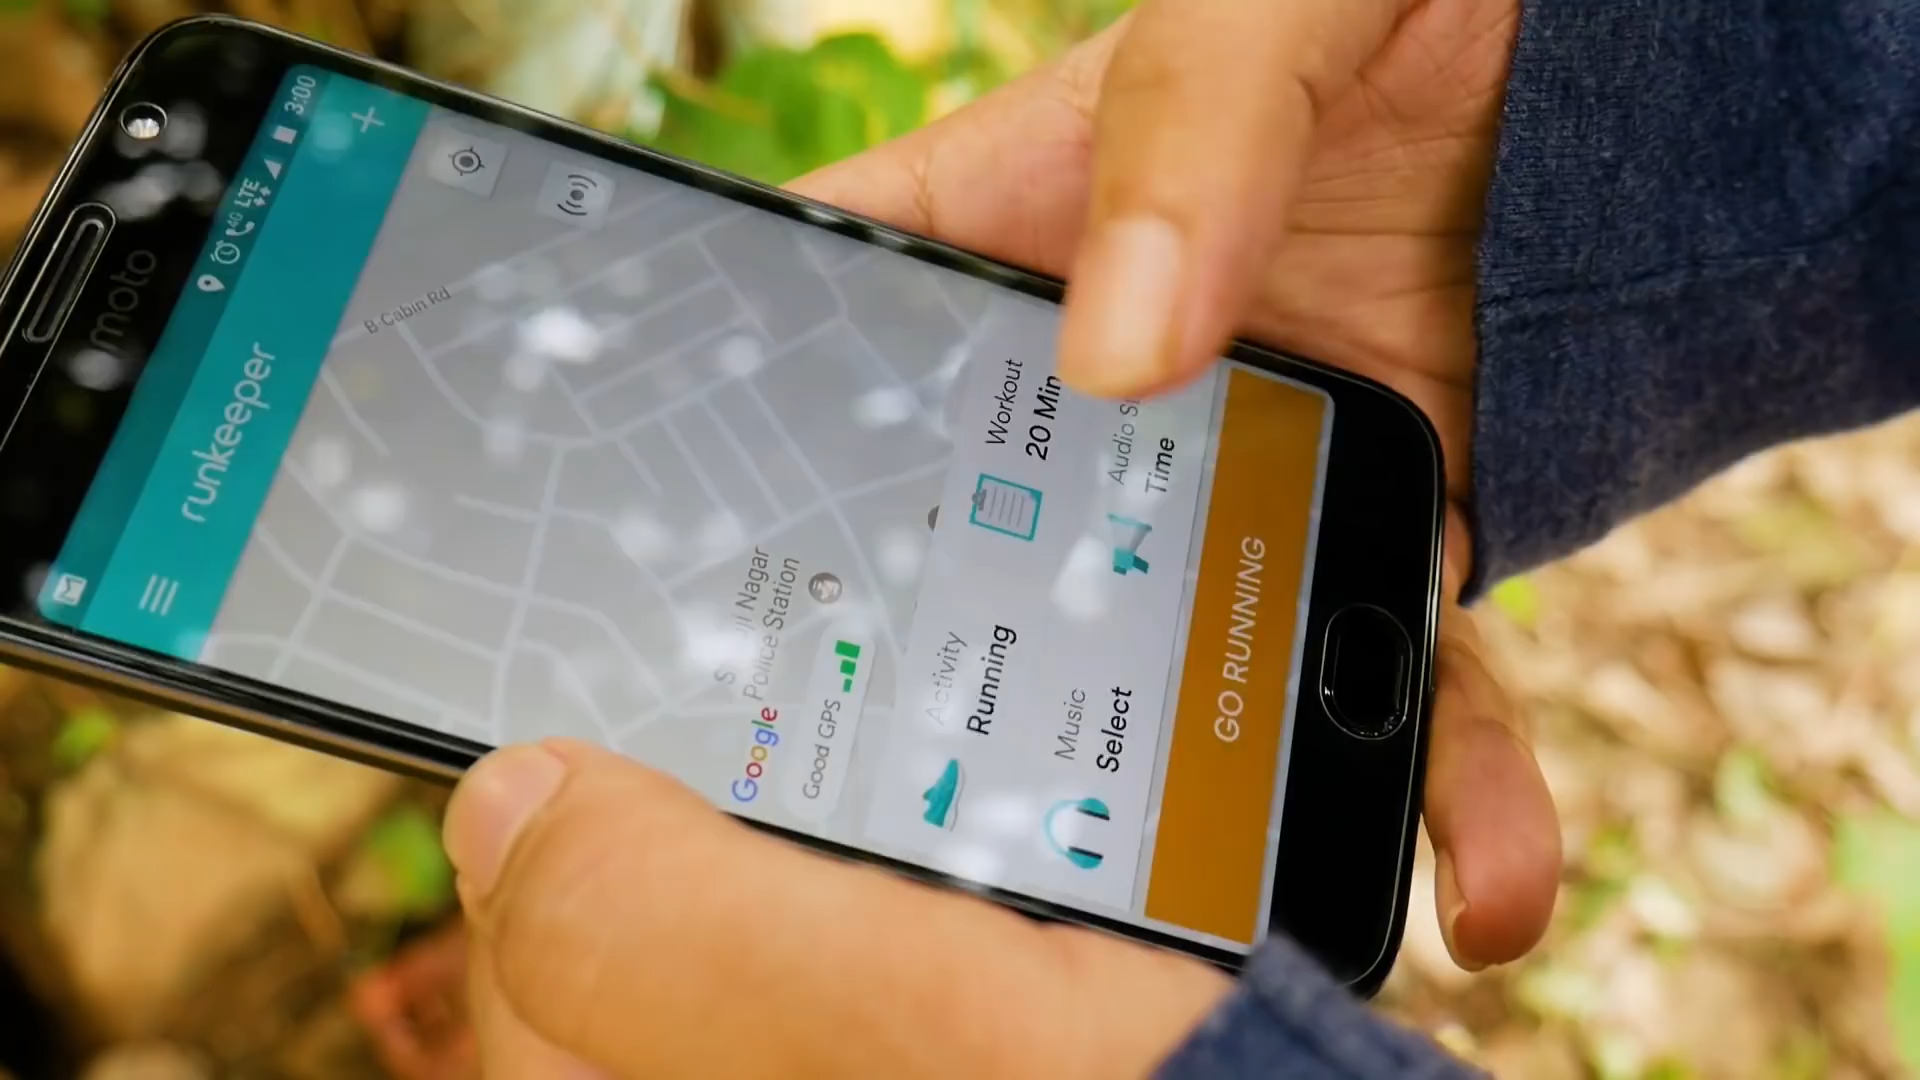 moto
4G LTE 3:00
runkeeper
B-Cabin Rd
Nagar
Police Station
Google
Good GPS
Activity
Running
Workout
20 Min
Music
Select
Audio
Time
GO RUNNING